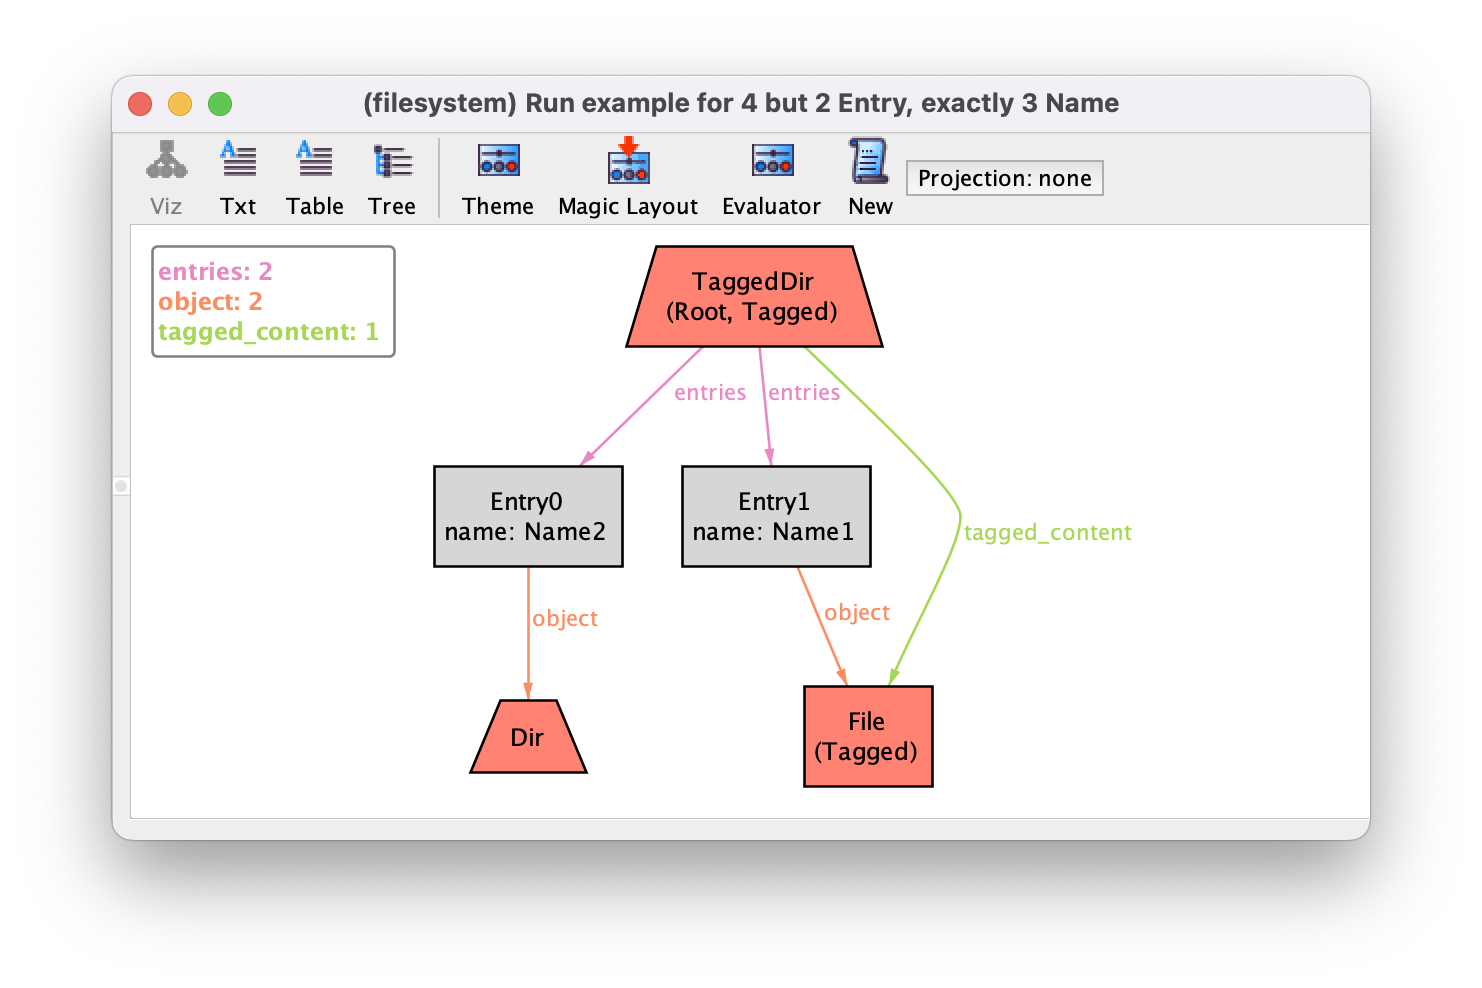 (filesystem) Run example for 4 but 2 Entry, exactly 3 Name
Viz
Txt
Table
Tree
Theme
Magic Layout
Evaluator
New
Projection: none
entries: 2
object: 2
tagged_content: 1
TaggedDir
(Root, Tagged)
entries
entries
Entry0
name: Name2
Entry1
name: Name1
tagged_content
object
object
Dir
File
(Tagged)